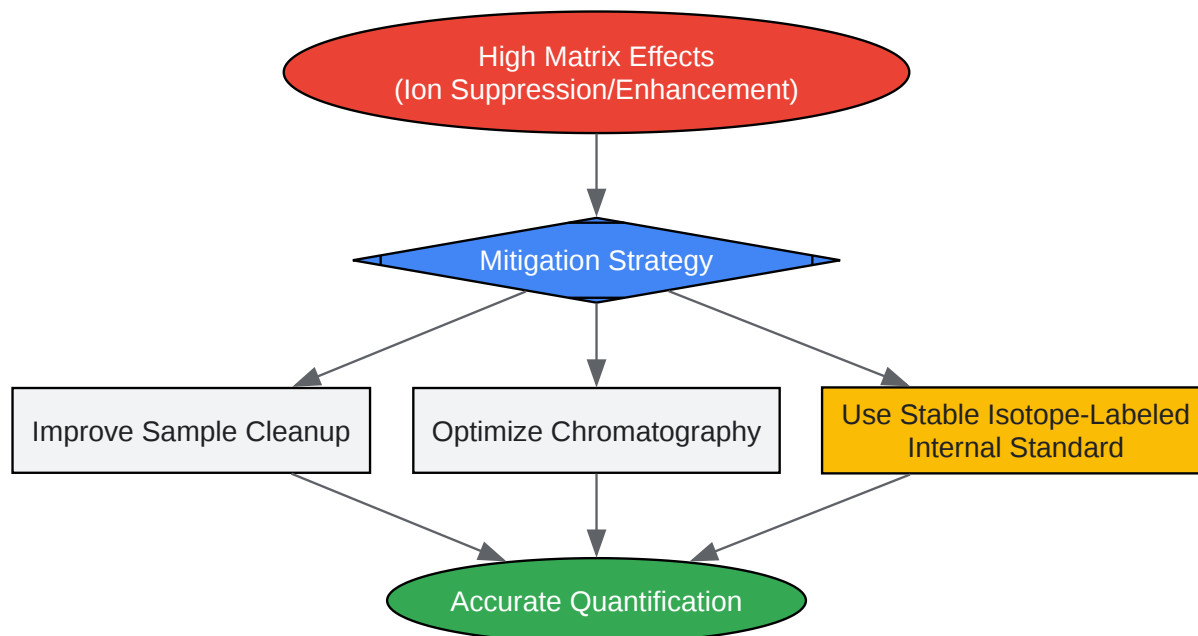 High Matrix Effects
(Ion Suppression/Enhancement)
Mitigation Strategy
Improve Sample Cleanup
Optimize Chromatography
Use Stable Isotope-Labeled
Internal Standard
Accurate Quantification